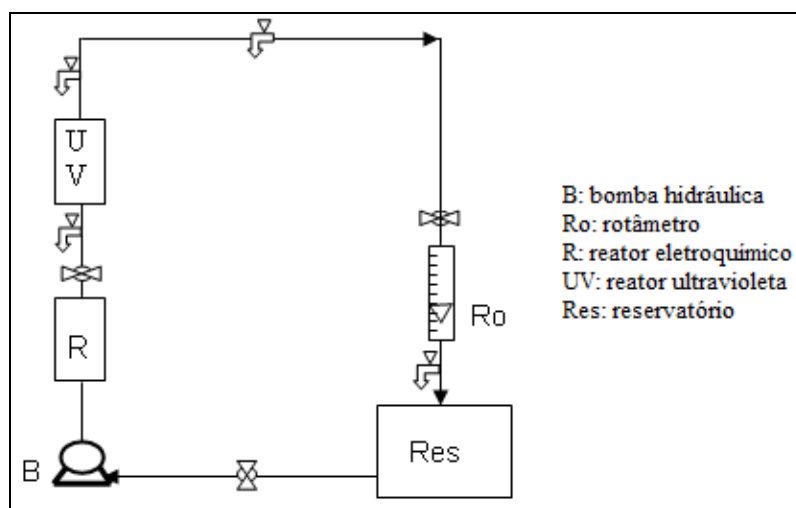 U
V
R
B
Ro
Res
B: bomba hidráulica
Ro: rotâmetro
R: reator eletroquímico
UV: reator ultravioleta
Res: reservatório